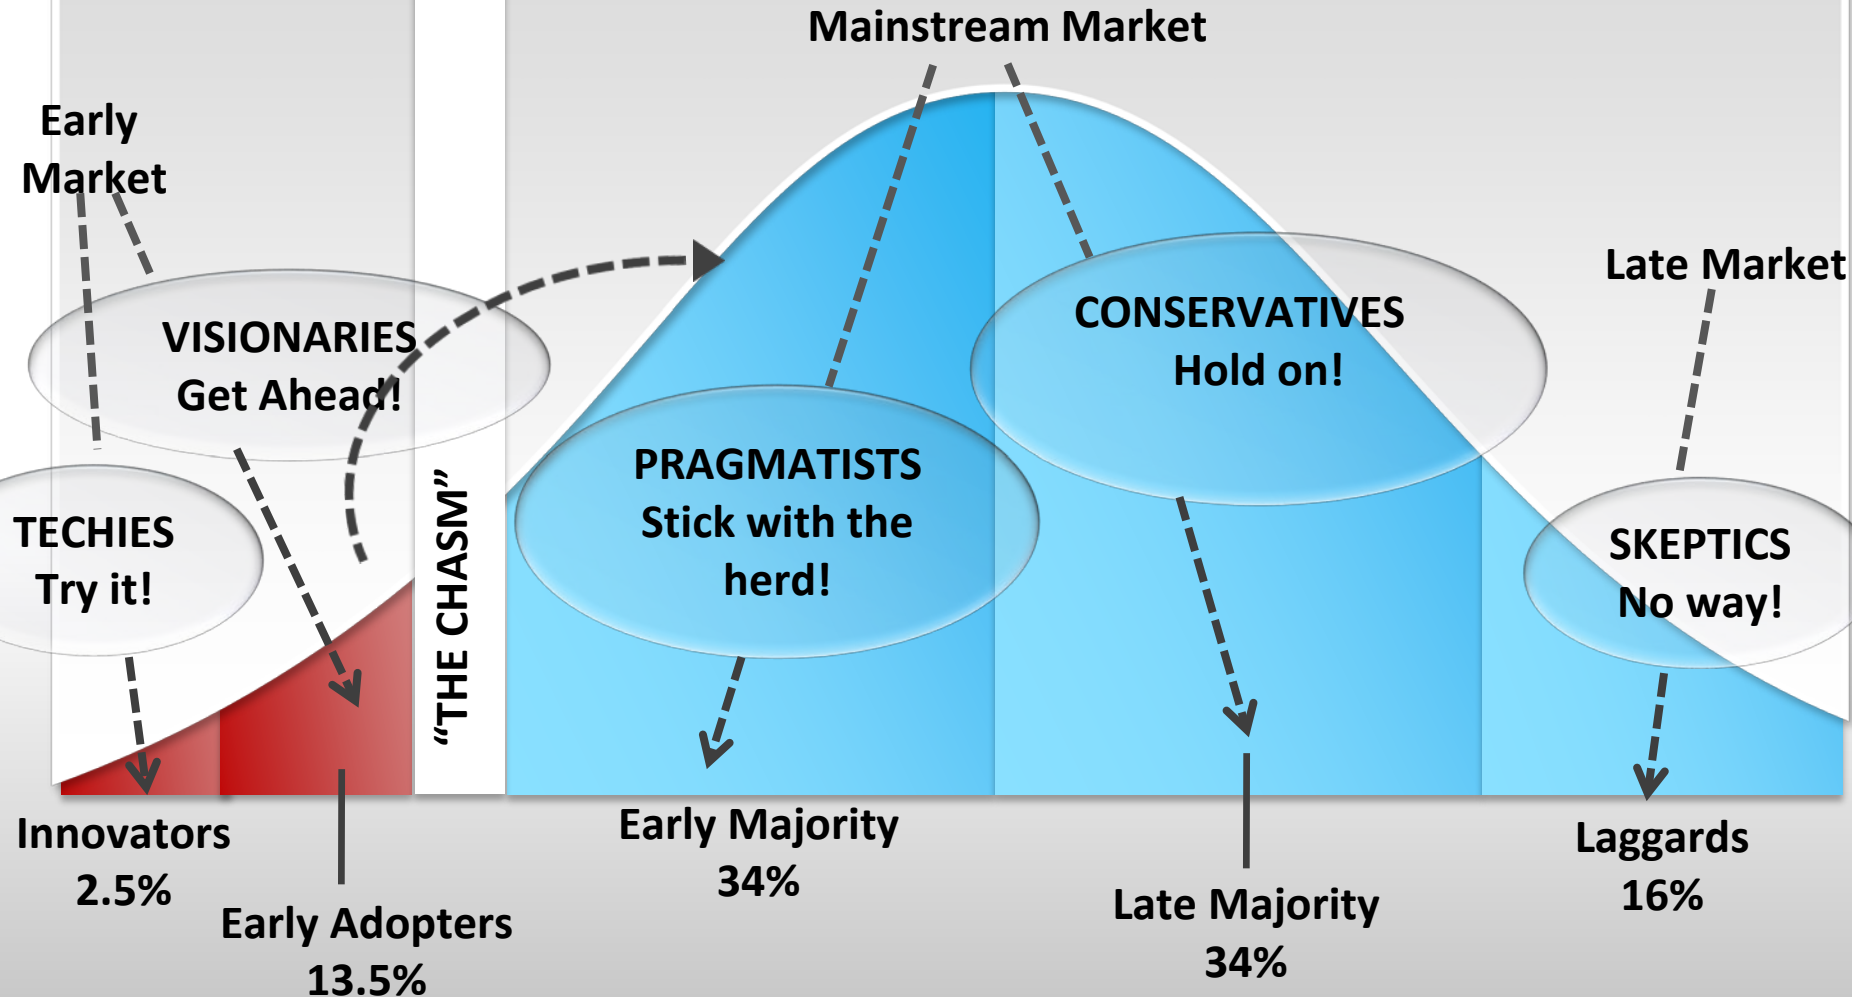 Mainstream Market
Early
Market
VISIONARIES
Get Ahead!
TECHIES
Try it!
“THE CHASM”
PRAGMATISTS
Stick with the
herd!
CONSERVATIVES
Hold on!
Late Market
SKEPTICS
No way!
Innovators
2.5%
Early Adopters
13.5%
Early Majority
34%
Late Majority
34%
Laggards
16%